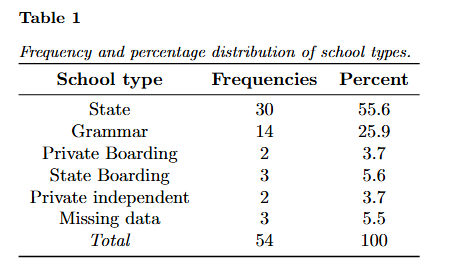 Table 1
Frequency and percentage distribution of school types.
School type Frequencies Percent
State 30 55.6
Grammar 14 25.9
Private Boarding 2 3.7
State Boarding 3 5.6
Private independent 2 3.7
Missing data 3 5.5
Total 54 100